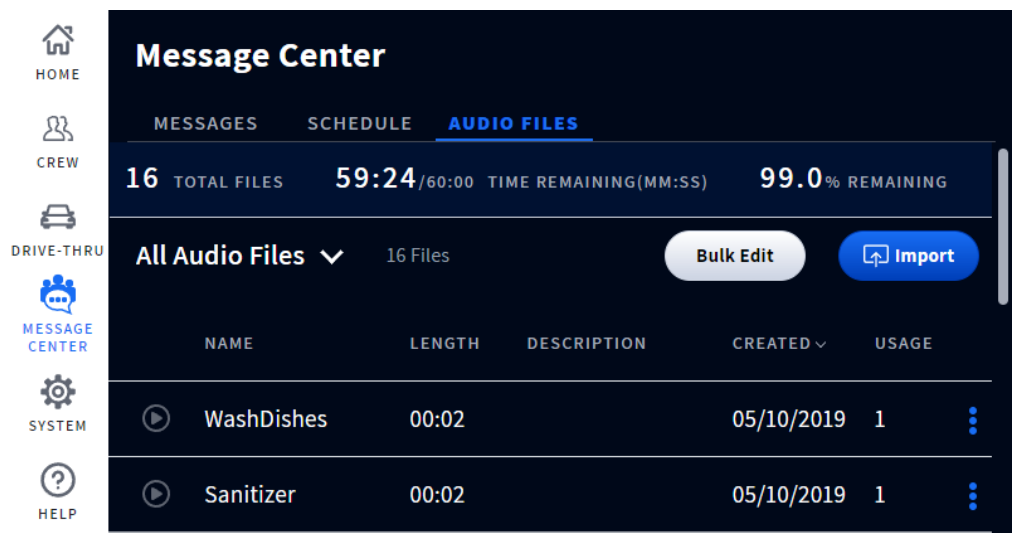 HOME
CREW
DRIVE-THRU
MESSAGE
CENTER
SYSTEM
HELP
Message Center
MESSAGES SCHEDULE AUDIO FILES
16 TOTAL FILES 59:24/60:00 TIME REMAINING(MM:SS) 99.0% REMAINING
All Audio Files 16 Files Bulk Edit Import
NAME LENGTH DESCRIPTION CREATED USAGE
WashDishes 00:02 05/10/2019 1
Sanitizer 00:02 05/10/2019 1